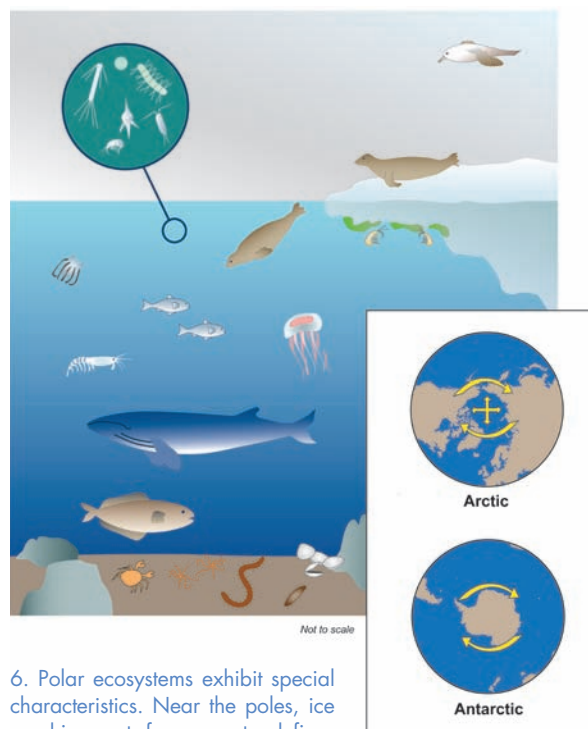 Not to scale
Arctic
Antarctic
6. Polar ecosystems exhibit special
characteristics. Near the poles, ice